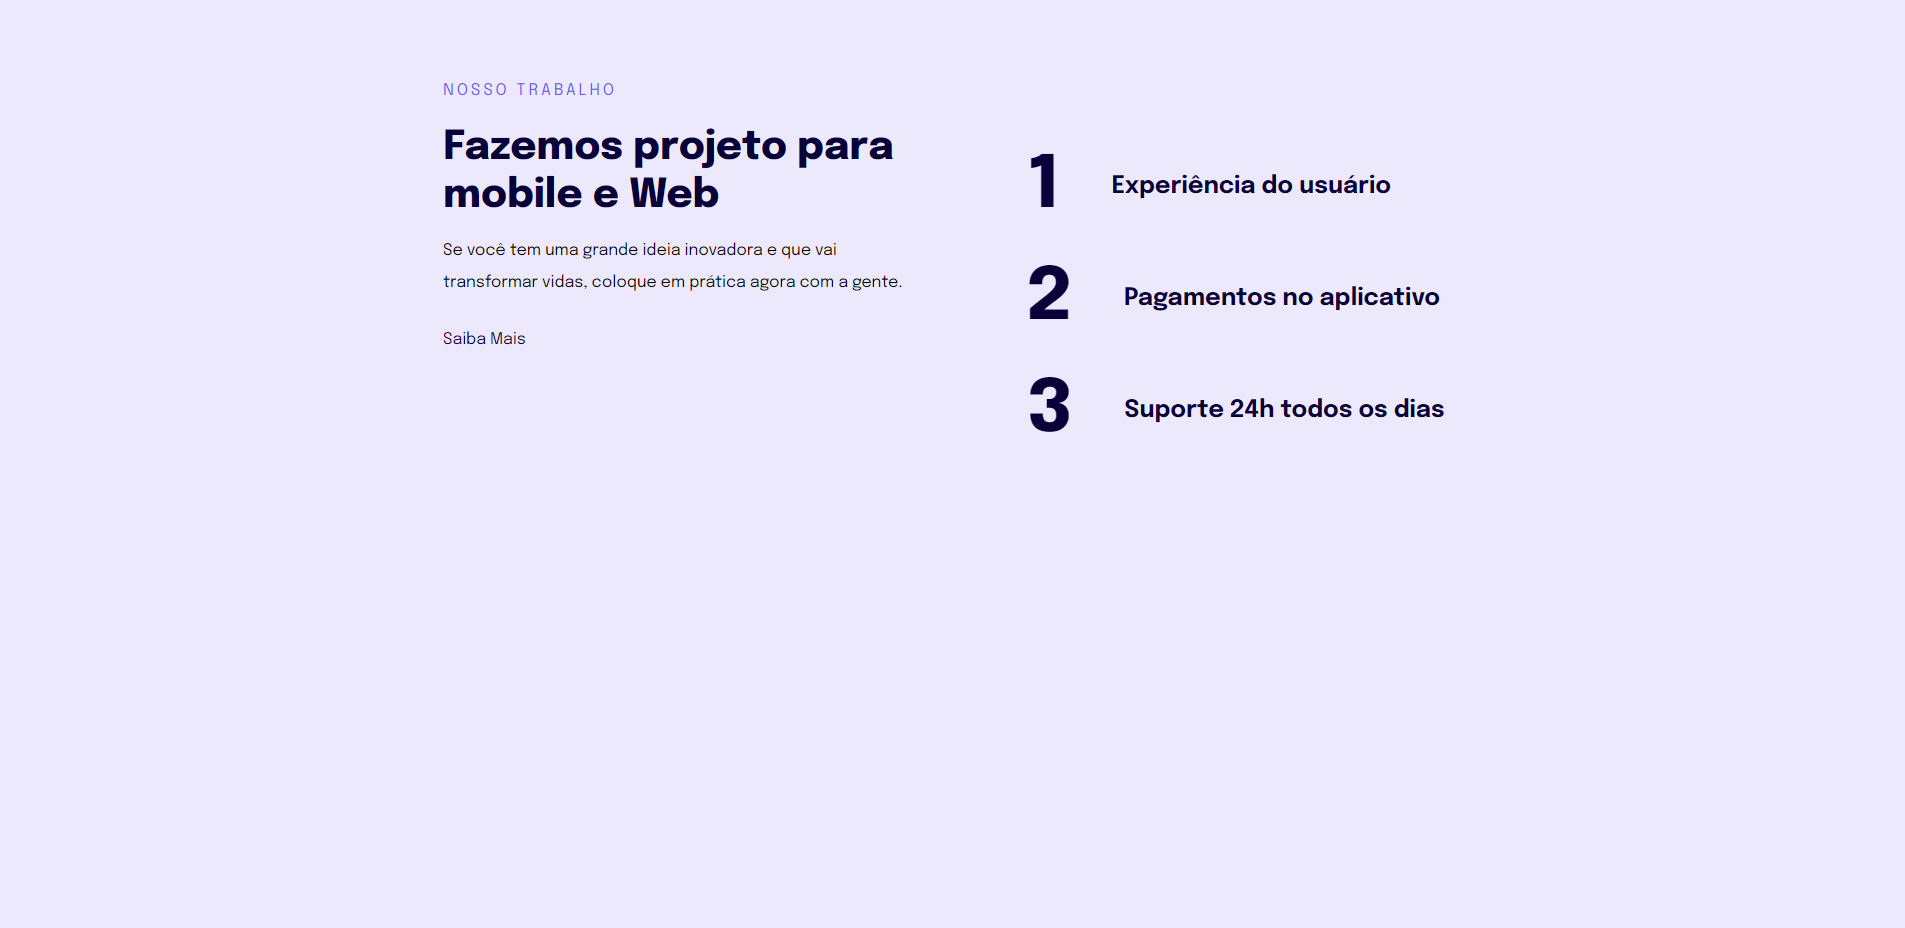 NOSSO TRABALHO
Fazemos projeto para
mobile e Web
Se você tem uma grande ideia inovadora e que vai
transformar vidas, coloque em prática agora com a gente.
Saiba Mais
1 Experiência do usuário
2 Pagamentos no aplicativo
3 Suporte 24h todos os dias